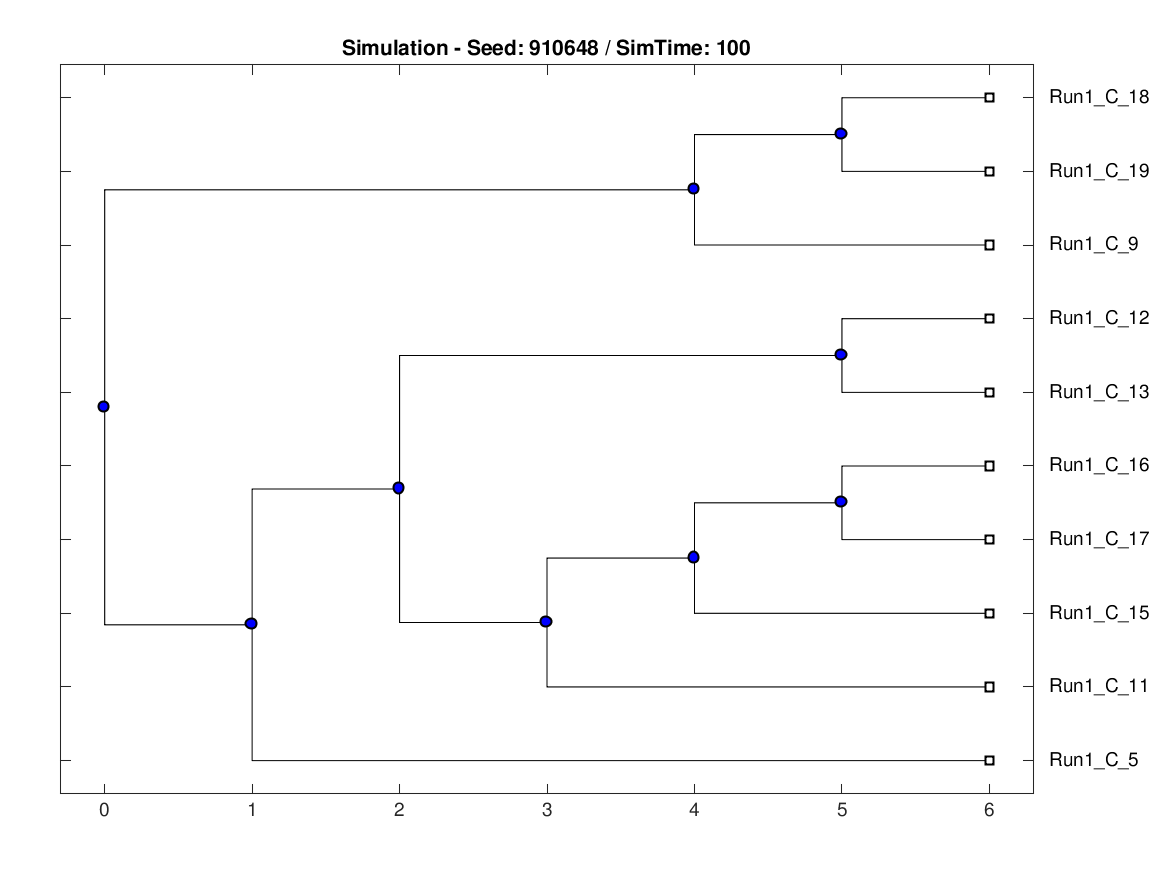 Simulation - Seed: 910648 / SimTime: 100
Run1_C_18
Run1_C_19
Run1_C_9
Run1_C_12
Run1_C_13
Run1_C_16
Run1_C_17
Run1_C_15
Run1_C_11
Run1_C_5
0 1 2 3 4 5 6